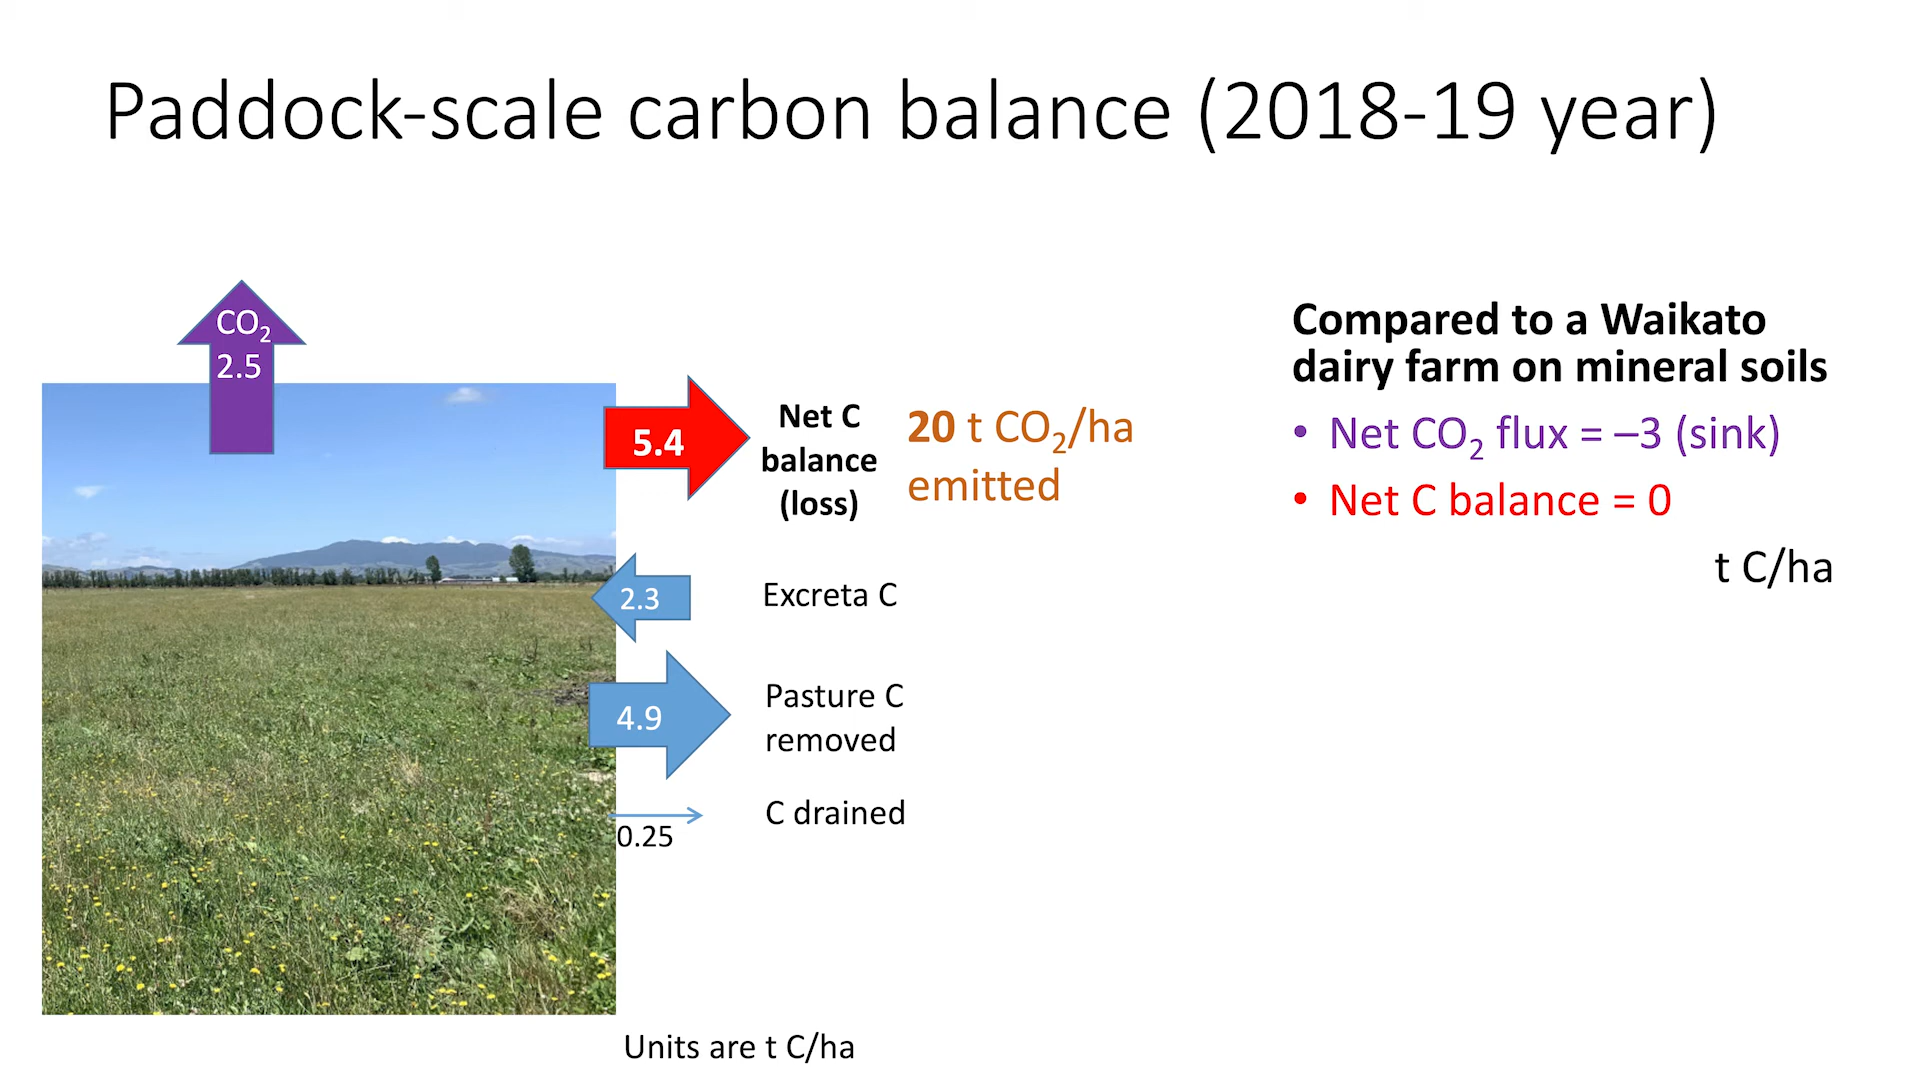 Paddock-scale carbon balance (2018-19 year)
CO₂
2.5
5.4
Net C
balance
(loss)
20 t CO₂/ha
emitted
2.3
Excreta C
4.9
Pasture C
removed
0.25
C drained
Units are t C/ha
Compared to a Waikato
dairy farm on mineral soils
• Net CO₂ flux = –3 (sink)
• Net C balance = 0
t C/ha